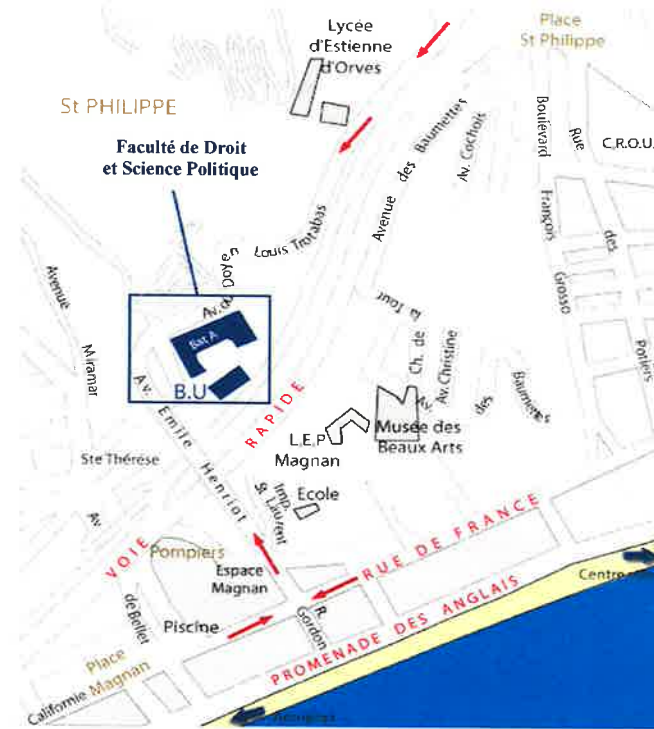 Lycée
d'Estienne
d'Orves
Place
St Philippe
St PHILIPPE
Faculté de Droit
et Science Politique
Boulevard
François
Grosso
Rue
des
Potiers
C.R.O.U.
Avenue des Baumettes
Av. Cochois
Av. du Doyen Louis Trotabas
Avenue
Miramar
Bat A
B.U
Av. Emile Henriot
la Tour
Ch. de
Av. Christine
Av. des Baumettes
Musée des
Beaux Arts
L.E.P
Magnan
VOIE RAPIDE
Ste Thérèse
Imp.
St Laurent
Ecole
Av.
de Bellet
Pompiers
Espace
Magnan
RUE DE FRANCE
R.
Gordon
Piscine
PROMENADE DES ANGLAIS
Place
Magnan
Californie
Centre